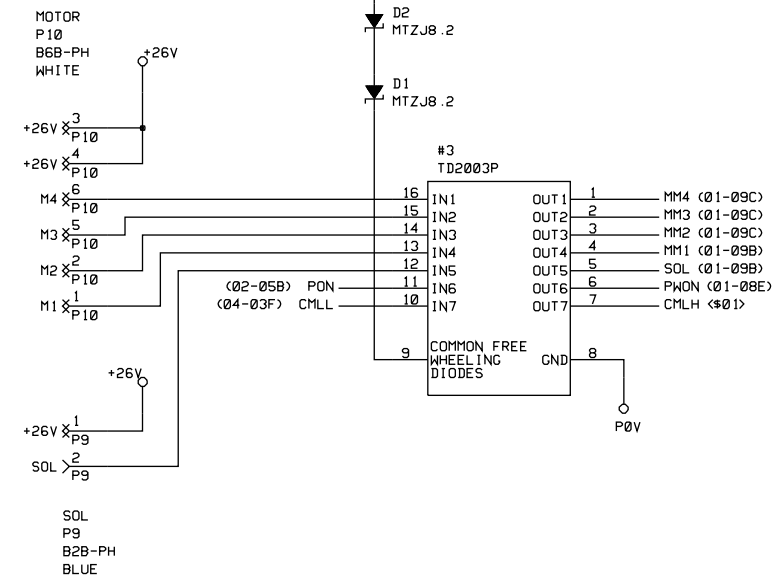 MOTOR
P10
B6B-PH
WHITE
+26V
D2
MTZJ8.2
D1
MTZJ8.2
+26V 3 P10
+26V 4 P10
M4 6 P10
M3 5 P10
M2 2 P10
M1 1 P10
#3
TD2003P
16 IN1 OUT1 1 MM4 (01-09C)
15 IN2 OUT2 2 MM3 (01-09C)
14 IN3 OUT3 3 MM2 (01-09C)
13 IN4 OUT4 4 MM1 (01-09B)
12 IN5 OUT5 5 SOL (01-09B)
(02-05B) PON 11 IN6 OUT6 6 PWON (01-08E)
(04-03F) CMLL 10 IN7 OUT7 7 CMLH <$01>
9 COMMON FREE
WHEELING
DIODES
GND 8
P0V
+26V
+26V 1 P9
SOL 2 P9
SOL
P9
B2B-PH
BLUE